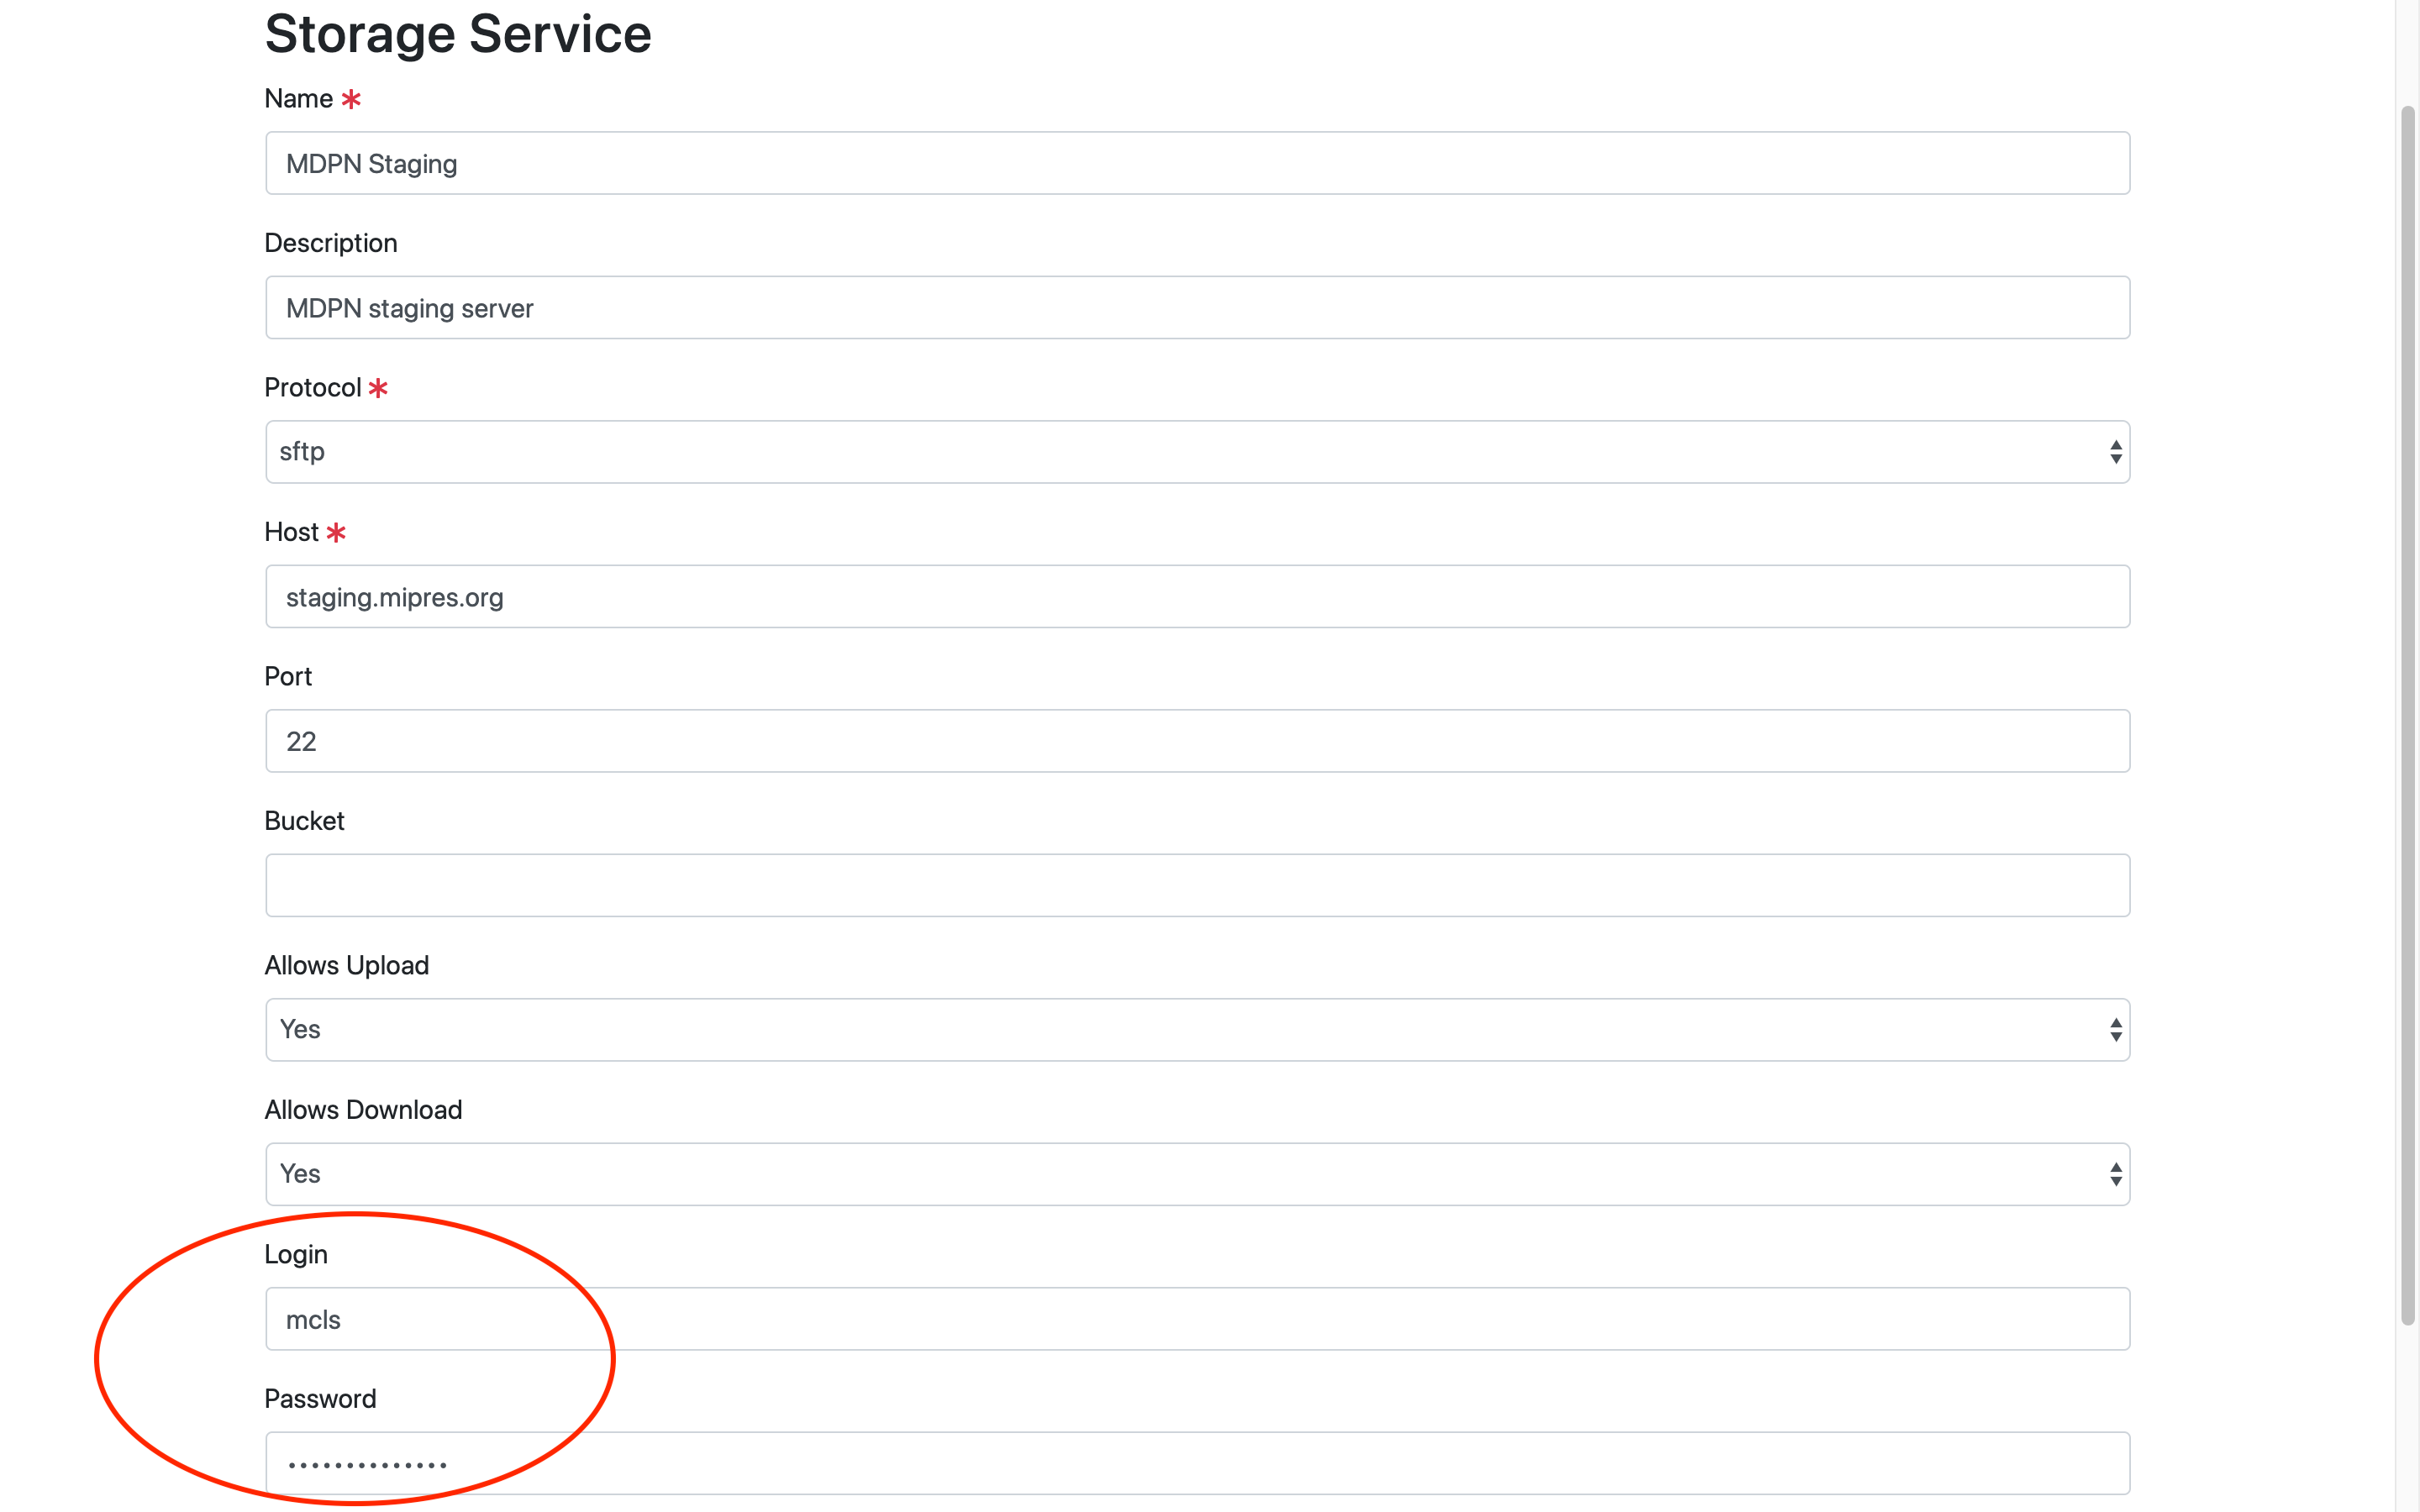 Storage Service
Name *
MDPN Staging
Description
MDPN staging server
Protocol *
sftp
Host *
staging.mipres.org
Port
22
Bucket
Allows Upload
Yes
Allows Download
Yes
Login
mcls
Password
••••••••••••••